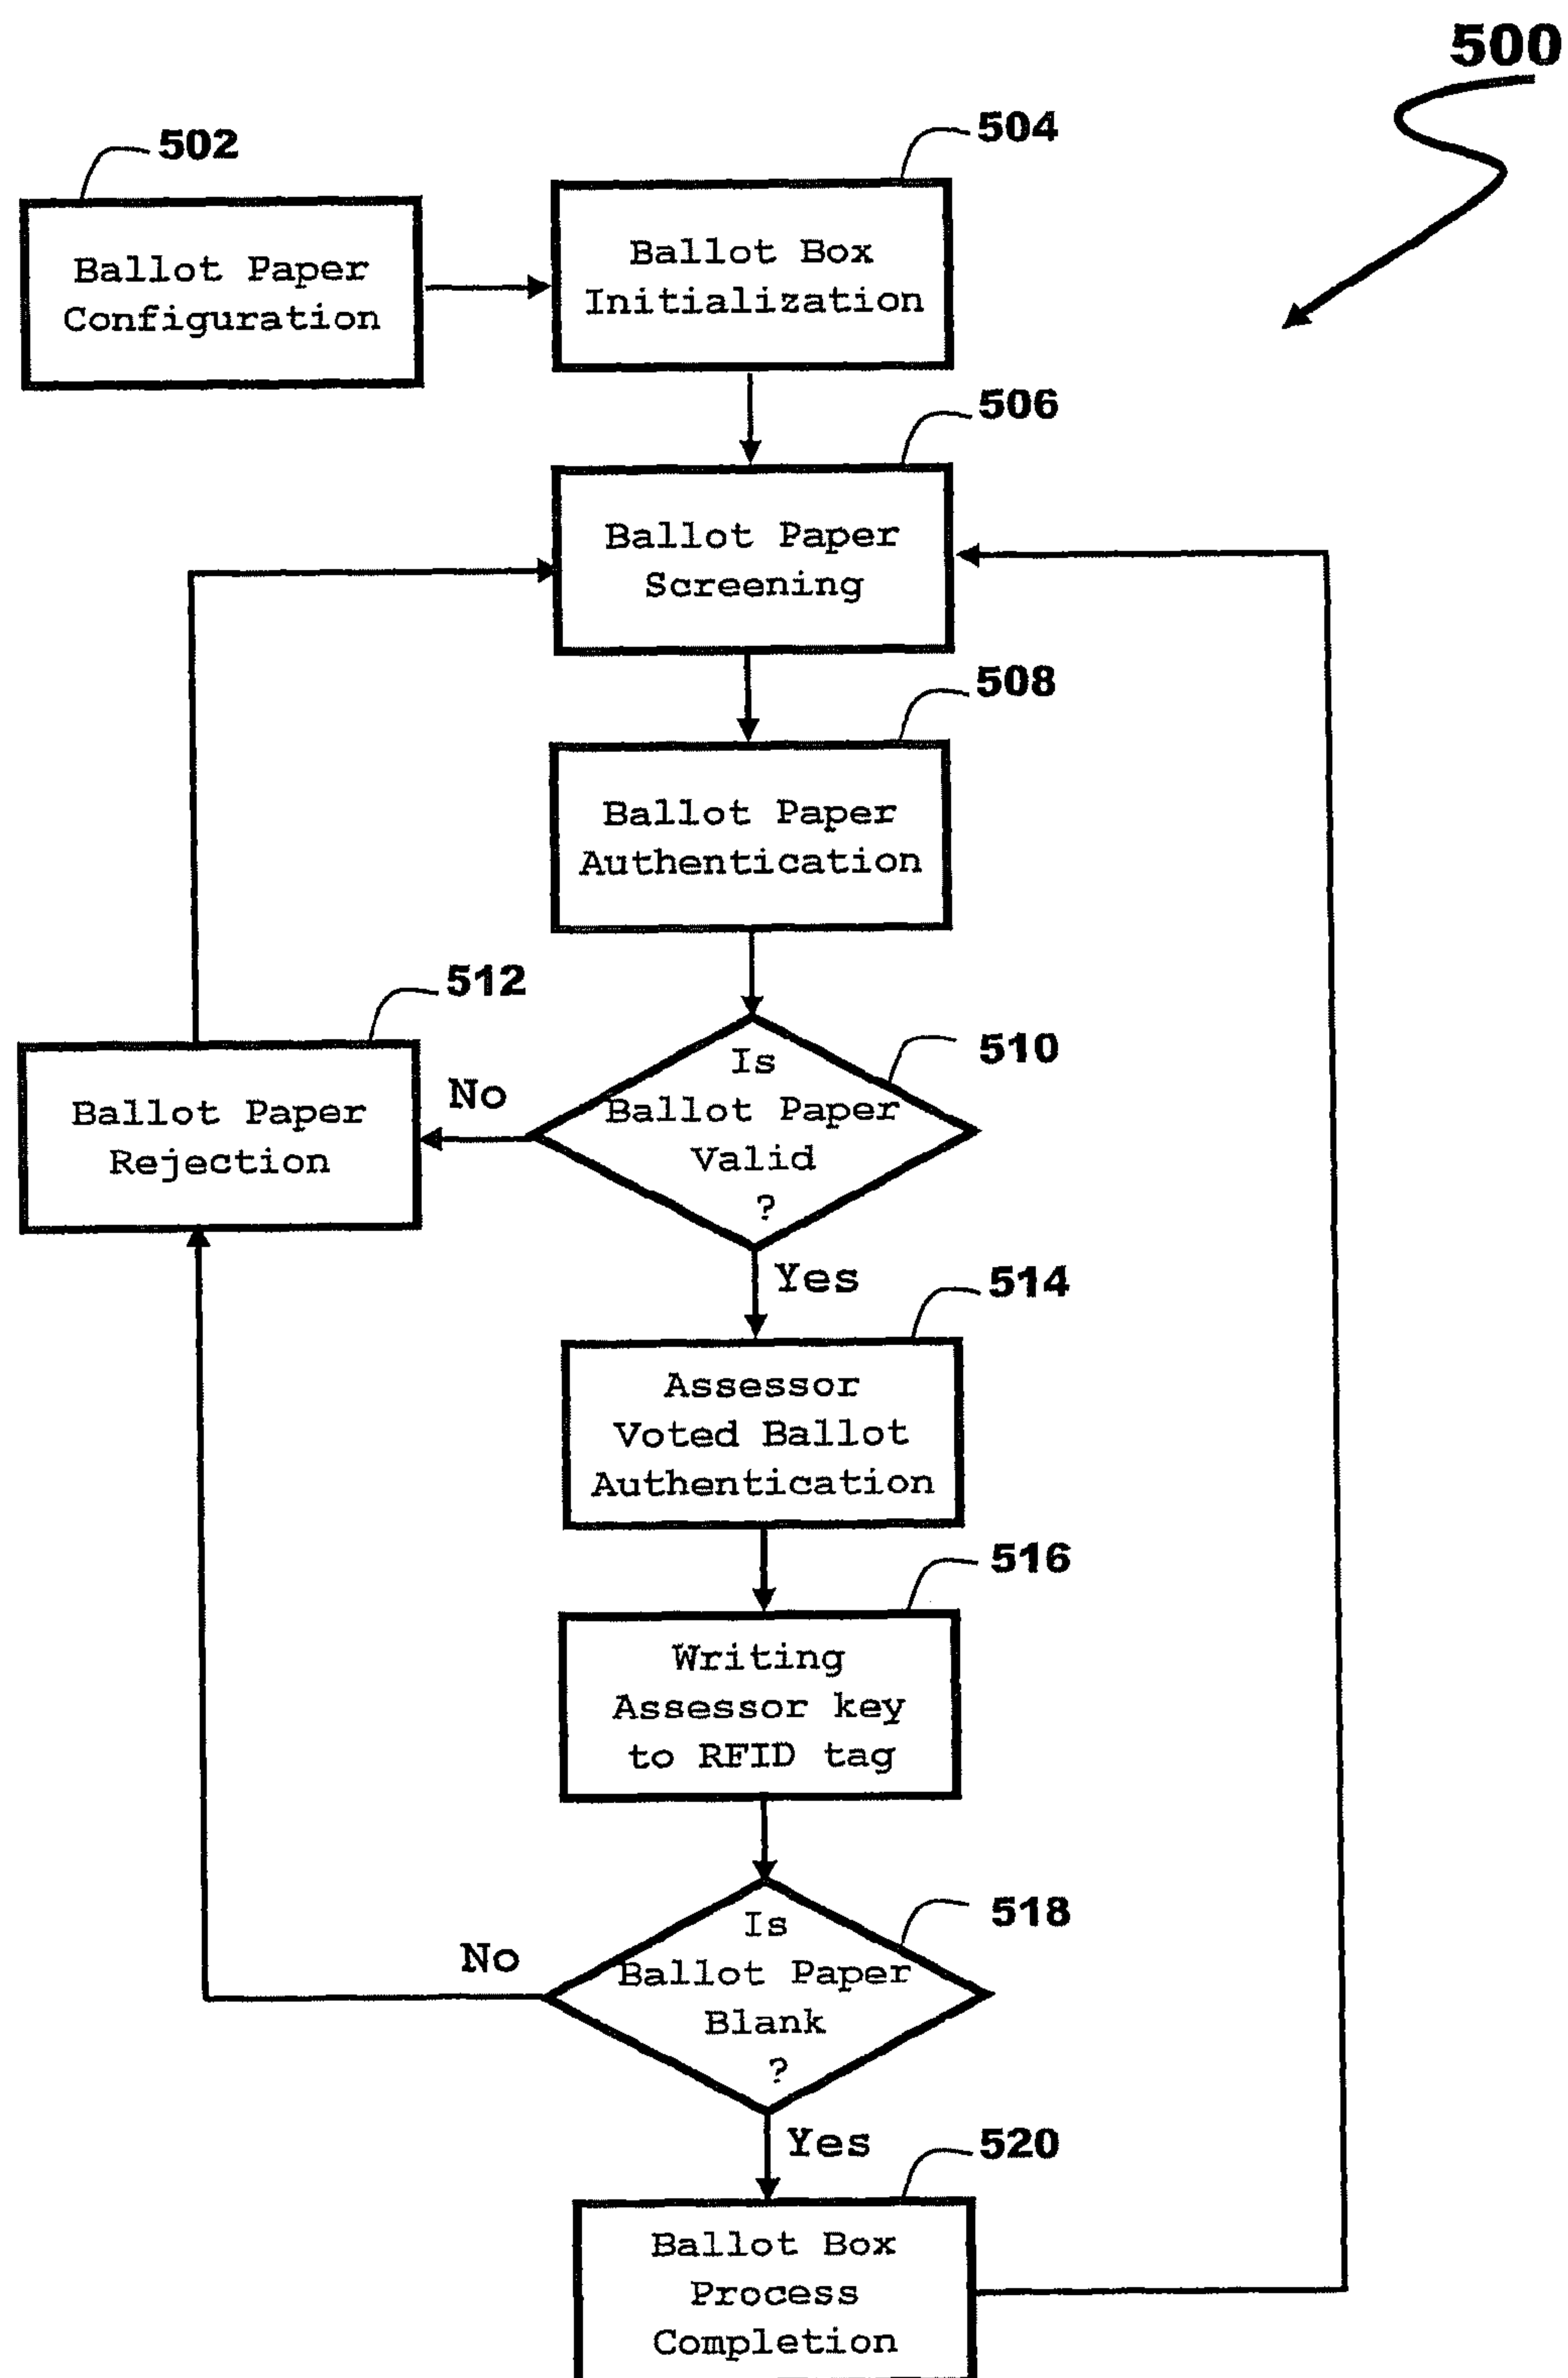 500
502
504
Ballot Paper
Configuration
Ballot Box
Initialization
506
Ballot Paper
Screening
508
Ballot Paper
Authentication
512
510
Ballot Paper
Rejection
No
Is
Ballot Paper
Valid
?
Yes
514
Assessor
Voted Ballot
Authentication
516
Writing
Assessor key
to RFID tag
518
No
Is
Ballot Paper
Blank
?
Yes
520
Ballot Box
Process
Completion